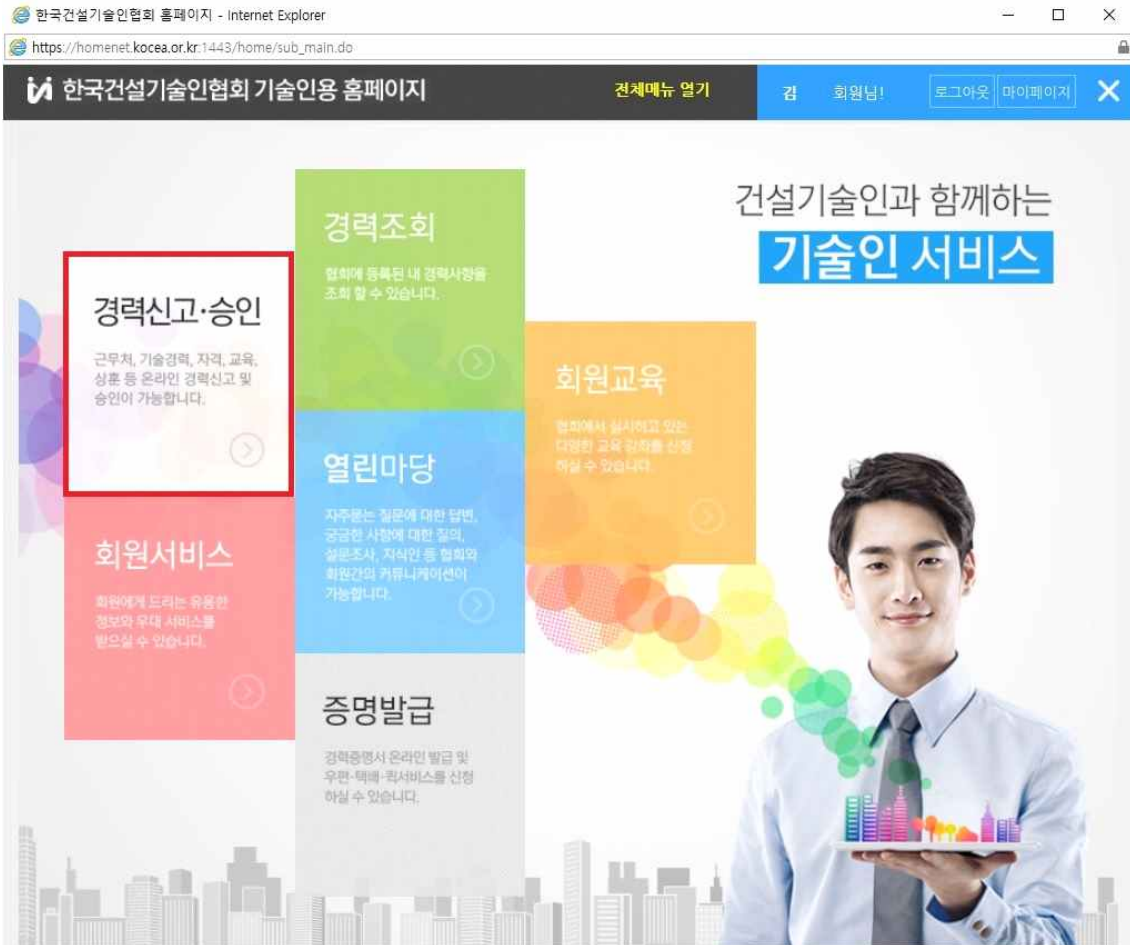 한국건설기술인협회 홈페이지 - Internet Explorer
https://homenet.kocea.or.kr:1443/home/sub_main.do
한국건설기술인협회 기술인용 홈페이지
전체메뉴 열기
김 회원님!
로그아웃
마이페이지
건설기술인과 함께하는
기술인 서비스
경력신고·승인
근무처, 기술경력, 자격, 교육,
상훈 등 온라인 경력신고 및
승인이 가능합니다.
경력조회
협회에 등록된 내 경력사항을
조회 할 수 있습니다.
회원교육
협회에서 실시하고 있는
다양한 교육 강좌를 신청
하실 수 있습니다.
열린마당
자주묻는 질문에 대한 답변,
궁금한 사항에 대한 질의,
설문조사, 지식인 등 협회와
회원간의 커뮤니케이션이
가능합니다.
회원서비스
회원에게 드리는 유용한
정보와 우대 서비스를
받으실 수 있습니다.
증명발급
경력증명서 온라인 발급 및
우편·택배·퀵서비스를 신청
하실 수 있습니다.